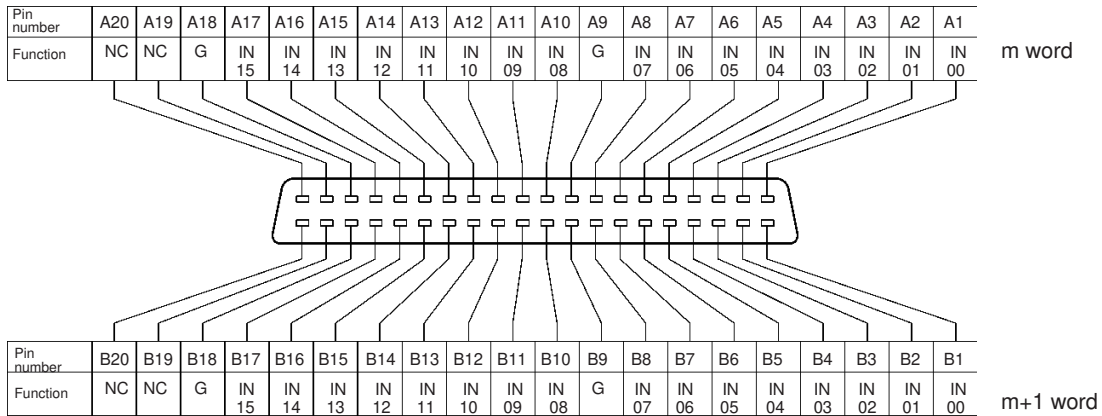 Pin number A20 A19 A18 A17 A16 A15 A14 A13 A12 A11 A10 A9 A8 A7 A6 A5 A4 A3 A2 A1
Function NC NC G IN 15 IN 14 IN 13 IN 12 IN 11 IN 10 IN 09 IN 08 G IN 07 IN 06 IN 05 IN 04 IN 03 IN 02 IN 01 IN 00 m word
Pin number B20 B19 B18 B17 B16 B15 B14 B13 B12 B11 B10 B9 B8 B7 B6 B5 B4 B3 B2 B1
Function NC NC G IN 15 IN 14 IN 13 IN 12 IN 11 IN 10 IN 09 IN 08 G IN 07 IN 06 IN 05 IN 04 IN 03 IN 02 IN 01 IN 00 m+1 word